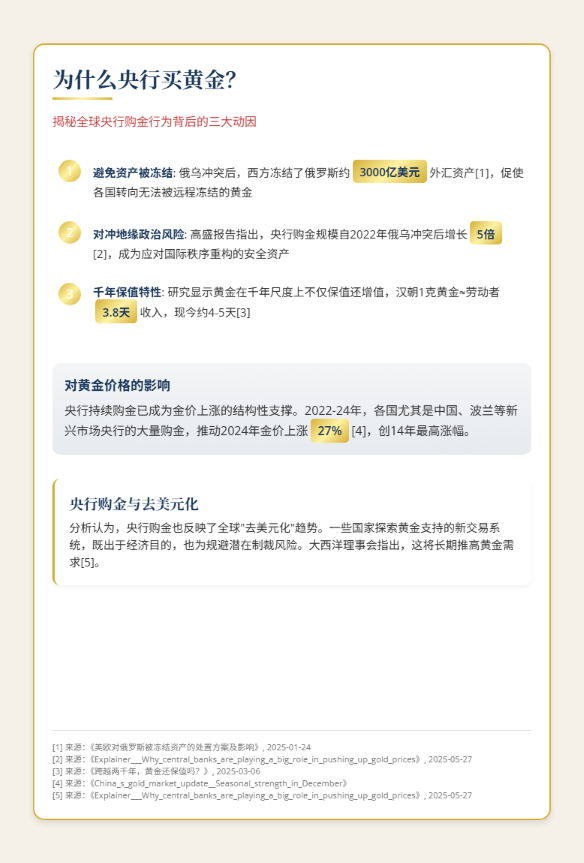 为什么央行买黄金?
揭秘全球央行购金行为背后的三大动因
1
避免资产被冻结: 俄乌冲突后，西方冻结了俄罗斯约 3000亿美元 外汇资产[1]，促使
各国转向无法被远程冻结的黄金
2
对冲地缘政治风险: 高盛报告指出，央行购金规模自2022年俄乌冲突后增长 5倍
[2]，成为应对国际秩序重构的安全资产
3
千年保值特性: 研究显示黄金在千年尺度上不仅保值还增值，汉朝1克黄金≈劳动者
3.8天 收入，现今约4-5天[3]
对黄金价格的影响
央行持续购金已成为金价上涨的结构性支撑。2022-24年，各国尤其是中国、波兰等新
兴市场央行的大量购金，推动2024年金价上涨 27% [4]，创14年最高涨幅。
央行购金与去美元化
分析认为，央行购金也反映了全球"去美元化"趋势。一些国家探索黄金支持的新交易系
统，既出于经济目的，也为规避潜在制裁风险。大西洋理事会指出，这将长期推高黄金需
求[5]。
[1] 来源：《美欧对俄罗斯被冻结资产的处置方案及影响》, 2025-01-24
[2] 来源：《Explainer__Why_central_banks_are_playing_a_big_role_in_pushing_up_gold_prices》, 2025-05-27
[3] 来源：《跨越两千年，黄金还保值吗？》, 2025-03-06
[4] 来源：《China_s_gold_market_update__Seasonal_strength_in_December》
[5] 来源：《Explainer__Why_central_banks_are_playing_a_big_role_in_pushing_up_gold_prices》, 2025-05-27